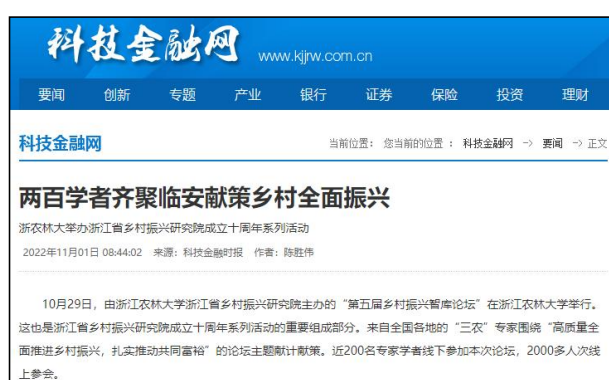 科技金融网 www.kjjrw.com.cn
要闻 创新 专题 产业 银行 证券 保险 投资 理财
科技金融网 当前位置： 您当前的位置 ： 科技金融网 -> 要闻 -> 正文
两百学者齐聚临安献策乡村全面振兴
浙农林大举办浙江省乡村振兴研究院成立十周年系列活动
2022年11月01日 08:44:02 来源：科技金融时报 作者：陈胜伟
10月29日，由浙江农林大学浙江省乡村振兴研究院主办的“第五届乡村振兴智库论坛”在浙江农林大学举行。
这也是浙江省乡村振兴研究院成立十周年系列活动的重要组成部分。来自全国各地的“三农”专家围绕“高质量全
面推进乡村振兴，扎实推动共同富裕”的论坛主题献计献策。近200名专家学者线下参加本次论坛，2000多人次线
上参会。